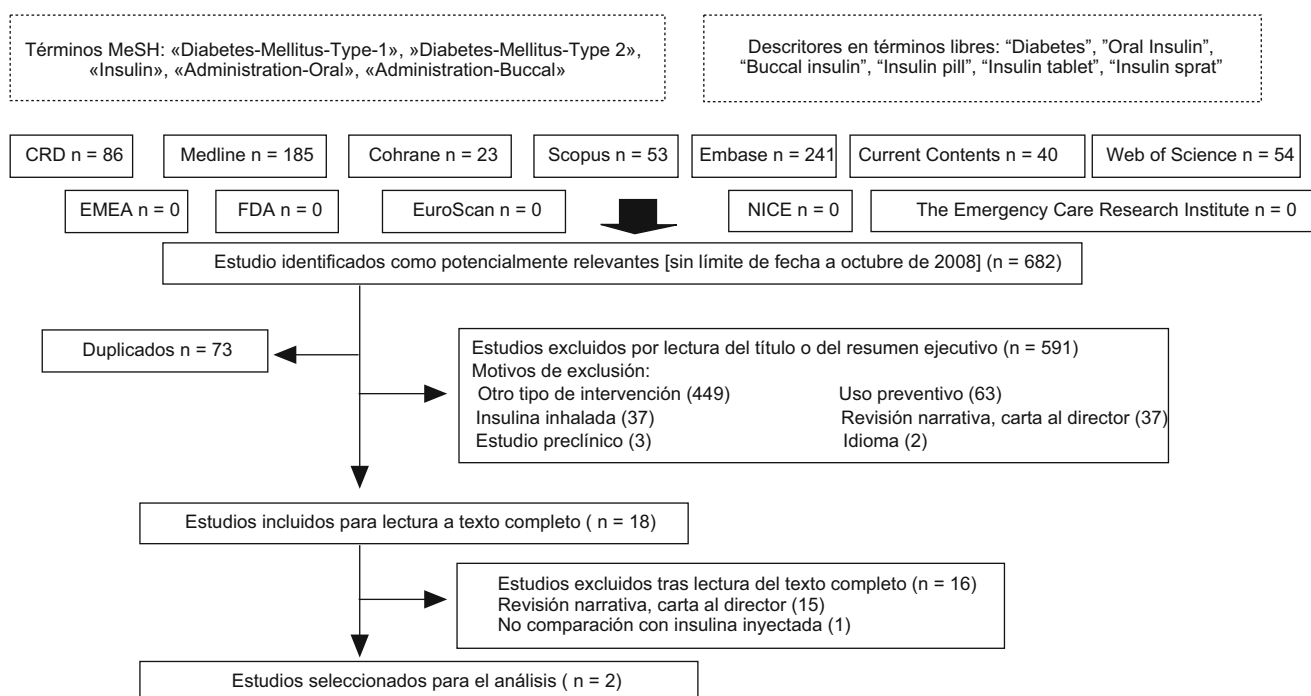 Términos MeSH: «Diabetes-Mellitus-Type-1», »Diabetes-Mellitus-Type 2»,
«Insulin», «Administration-Oral», «Administration-Buccal»
Descritores en términos libres: “Diabetes”, ”Oral Insulin”,
“Buccal insulin”, “Insulin pill”, “Insulin tablet”, “Insulin sprat”
CRD n = 86
Medline n = 185
Cohrane n = 23
Scopus n = 53
Embase n = 241
Current Contents n = 40
Web of Science n = 54
EMEA n = 0
FDA n = 0
EuroScan n = 0
NICE n = 0
The Emergency Care Research Institute n = 0
Estudio identificados como potencialmente relevantes [sin límite de fecha a octubre de 2008] (n = 682)
Duplicados n = 73
Estudios excluidos por lectura del título o del resumen ejecutivo (n = 591)
Motivos de exclusión:
Otro tipo de intervención (449)
Uso preventivo (63)
Insulina inhalada (37)
Revisión narrativa, carta al director (37)
Estudio preclínico (3)
Idioma (2)
Estudios incluidos para lectura a texto completo ( n = 18)
Estudios excluidos tras lectura del texto completo (n = 16)
Revisión narrativa, carta al director (15)
No comparación con insulina inyectada (1)
Estudios seleccionados para el análisis ( n = 2)